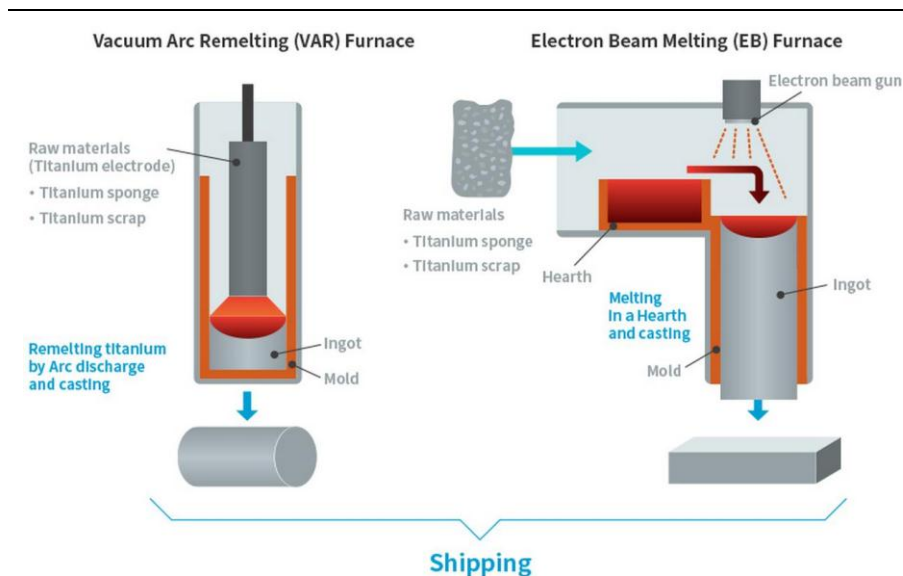 Vacuum Arc Remelting (VAR) Furnace
Raw materials
(Titanium electrode)
• Titanium sponge
• Titanium scrap
Remelting titanium
by Arc discharge
and casting
Ingot
Mold
Electron Beam Melting (EB) Furnace
Electron beam gun
Raw materials
• Titanium sponge
• Titanium scrap
Hearth
Melting
in a Hearth
and casting
Ingot
Mold
Shipping